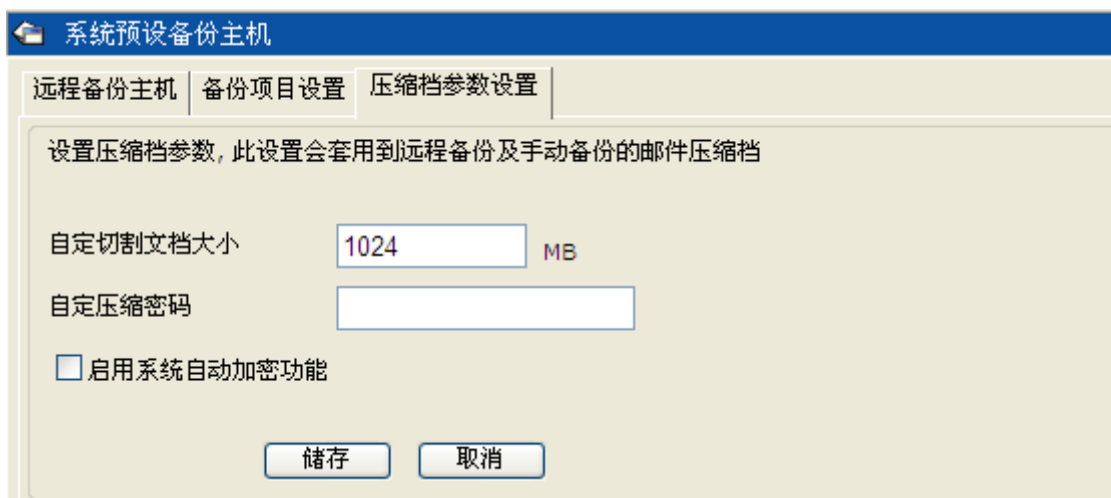 系统预设备份主机
远程备份主机 备份项目设置 压缩档参数设置
设置压缩档参数, 此设置会套用到远程备份及手动备份的邮件压缩档
自定切割文档大小 1024 MB
自定压缩密码
启用系统自动加密功能
储存 取消